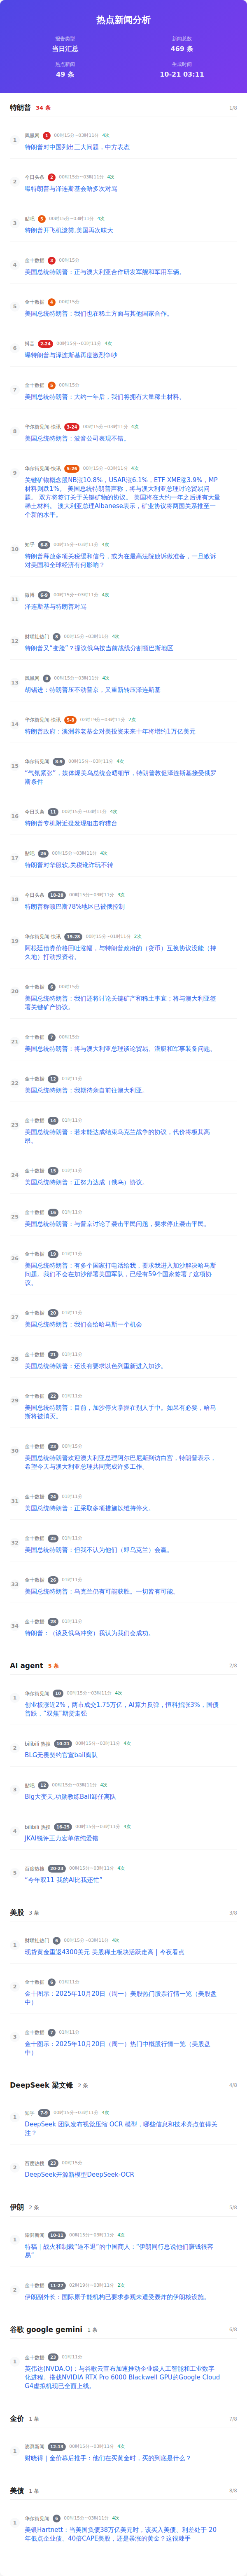 热点新闻分析
报告类型
当日汇总
新闻总数
469 条
热点新闻
49 条
生成时间
10-21 03:11
特朗普 34 条 1/8
1 凤凰网 1 00时15分~03时11分 4次
特朗普对中国列出三大问题，中方表态
2 今日头条 2 00时15分~03时11分 4次
曝特朗普与泽连斯基会晤多次对骂
3 贴吧 5 00时15分~03时11分 4次
特朗普开飞机泼粪,美国再次味大
4 金十数据 3 00时15分
美国总统特朗普：正与澳大利亚合作研发军舰和军用车辆。
5 金十数据 4 00时15分
美国总统特朗普：我们也在稀土方面与其他国家合作。
6 抖音 2-24 00时15分~03时11分 4次
曝特朗普与泽连斯基再度激烈争吵
7 金十数据 5 00时15分
美国总统特朗普：大约一年后，我们将拥有大量稀土材料。
8 华尔街见闻-快讯 3-24 00时15分~03时11分 4次
美国总统特朗普：波音公司表现不错。
9 华尔街见闻-快讯 5-26 00时15分~03时11分 4次
关键矿物概念股NB涨10.8%，USAR涨6.1%，ETF XME涨3.9%，MP
材料则跌1%。 美国总统特朗普声称，将与澳大利亚总理讨论贸易问
题。 双方将签订关于关键矿物的协议。 美国将在大约一年之后拥有大量
稀土材料。 澳大利亚总理Albanese表示，矿业协议将两国关系推至一
个新的水平。
10 知乎 6-8 00时15分~03时11分 4次
特朗普释放多项关税缓和信号，或为在最高法院败诉做准备，一旦败诉
对美国和全球经济有何影响？
11 微博 6-9 00时15分~03时11分 4次
泽连斯基与特朗普对骂
12 财联社热门 8 00时15分~03时11分 4次
特朗普又“变脸”？提议俄乌按当前战线分割顿巴斯地区
13 凤凰网 8 00时15分~03时11分 4次
胡锡进：特朗普压不动普京，又重新转压泽连斯基
14 华尔街见闻-快讯 5-8 02时19分~03时11分 2次
特朗普政府：澳洲养老基金对美投资未来十年将增约1万亿美元
15 华尔街见闻 8-9 00时15分~03时11分 4次
“气氛紧张”，媒体爆美乌总统会晤细节，特朗普敦促泽连斯基接受俄罗
斯条件
16 今日头条 11 00时15分~03时11分 4次
特朗普专机附近疑发现狙击狩猎台
17 贴吧 26 00时15分~03时11分 4次
特朗普对华服软,关税讹诈玩不转
18 今日头条 18-28 00时15分~03时11分 3次
特朗普称顿巴斯78%地区已被俄控制
19 华尔街见闻-快讯 19-28 00时15分~01时11分 2次
阿根廷债券价格回吐涨幅，与特朗普政府的（货币）互换协议没能（持
久地）打动投资者。
20 金十数据 6 00时15分
美国总统特朗普：我们还将讨论关键矿产和稀土事宜；将与澳大利亚签
署关键矿产协议。
21 金十数据 7 00时15分
美国总统特朗普：将与澳大利亚总理谈论贸易、潜艇和军事装备问题。
22 金十数据 12 01时11分
美国总统特朗普：我期待亲自前往澳大利亚。
23 金十数据 14 01时11分
美国总统特朗普：若未能达成结束乌克兰战争的协议，代价将极其高
昂。
24 金十数据 15 01时11分
美国总统特朗普：正努力达成（俄乌）协议。
25 金十数据 16 01时11分
美国总统特朗普：与普京讨论了袭击平民问题，要求停止袭击平民。
26 金十数据 19 01时11分
美国总统特朗普：有多个国家打电话给我，要求我进入加沙解决哈马斯
问题。我们不会在加沙部署美国军队，已经有59个国家签署了这项协
议。
27 金十数据 20 01时11分
美国总统特朗普：我们会给哈马斯一个机会
28 金十数据 21 01时11分
美国总统特朗普：还没有要求以色列重新进入加沙。
29 金十数据 22 01时11分
美国总统特朗普：目前，加沙停火掌握在别人手中。如果有必要，哈马
斯将被消灭。
30 金十数据 23 00时15分
美国总统特朗普欢迎澳大利亚总理阿尔巴尼斯到访白宫，特朗普表示，
希望今天与澳大利亚总理共同完成许多工作。
31 金十数据 24 01时11分
美国总统特朗普：正采取多项措施以维持停火。
32 金十数据 25 01时11分
美国总统特朗普：但我不认为他们（即乌克兰）会赢。
33 金十数据 26 01时11分
美国总统特朗普：乌克兰仍有可能获胜。一切皆有可能。
34 金十数据 28 01时11分
特朗普：（谈及俄乌冲突）我认为我们会成功。
AI agent 5 条 2/8
1 华尔街见闻 10 00时15分~03时11分 4次
创业板涨近2%，两市成交1.75万亿，AI算力反弹，恒科指涨3%，国债
普跌，“双焦”期货走强
2 bilibili 热搜 10-21 00时15分~03时11分 4次
BLG无畏契约官宣bail离队
3 贴吧 12 00时15分~03时11分 4次
Blg大变天,功勋教练Bail卸任离队
4 bilibili 热搜 16-25 00时15分~03时11分 4次
JKAI锐评王力宏单依纯爱错
5 百度热搜 20-23 00时15分~03时11分 4次
“今年双11 我的AI比我还忙”
美股 3 条 3/8
1 财联社热门 6 00时15分~03时11分 4次
现货黄金重返4300美元 美股稀土板块活跃走高 | 今夜看点
2 金十数据 6 01时11分
金十图示：2025年10月20日（周一）美股热门股票行情一览（美股盘
中）
3 金十数据 7 01时11分
金十图示：2025年10月20日（周一）热门中概股行情一览（美股盘
中）
DeepSeek 梁文锋 2 条 4/8
1 知乎 7-9 00时15分~03时11分 4次
DeepSeek 团队发布视觉压缩 OCR 模型，哪些信息和技术亮点值得关
注？
2 百度热搜 23 00时15分
DeepSeek开源新模型DeepSeek-OCR
伊朗 2 条 5/8
1 澎湃新闻 10-11 00时15分~03时11分 4次
特稿｜战火和制裁“逼不退”的中国商人：“伊朗同行总说他们赚钱很容
易”
2 金十数据 11-27 02时19分~03时11分 2次
伊朗副外长：国际原子能机构已要求参观未遭受轰炸的伊朗核设施。
谷歌 google gemini 1 条 6/8
1 金十数据 23 01时11分
英伟达(NVDA.O)：与谷歌云宣布加速推动企业级人工智能和工业数字
化进程。搭载NVIDIA RTX Pro 6000 Blackwell GPU的Google Cloud
G4虚拟机现已全面上线。
金价 1 条 7/8
1 澎湃新闻 12-13 00时15分~03时11分 4次
财晓得｜金价幕后推手：他们在买黄金时，买的到底是什么？
美债 1 条 8/8
1 华尔街见闻 6 00时15分~03时11分 4次
美银Hartnett：当美国负债38万亿美元时，该买入美债、利差处于 20
年低点企业债、40倍CAPE美股，还是暴涨的黄金？这很棘手